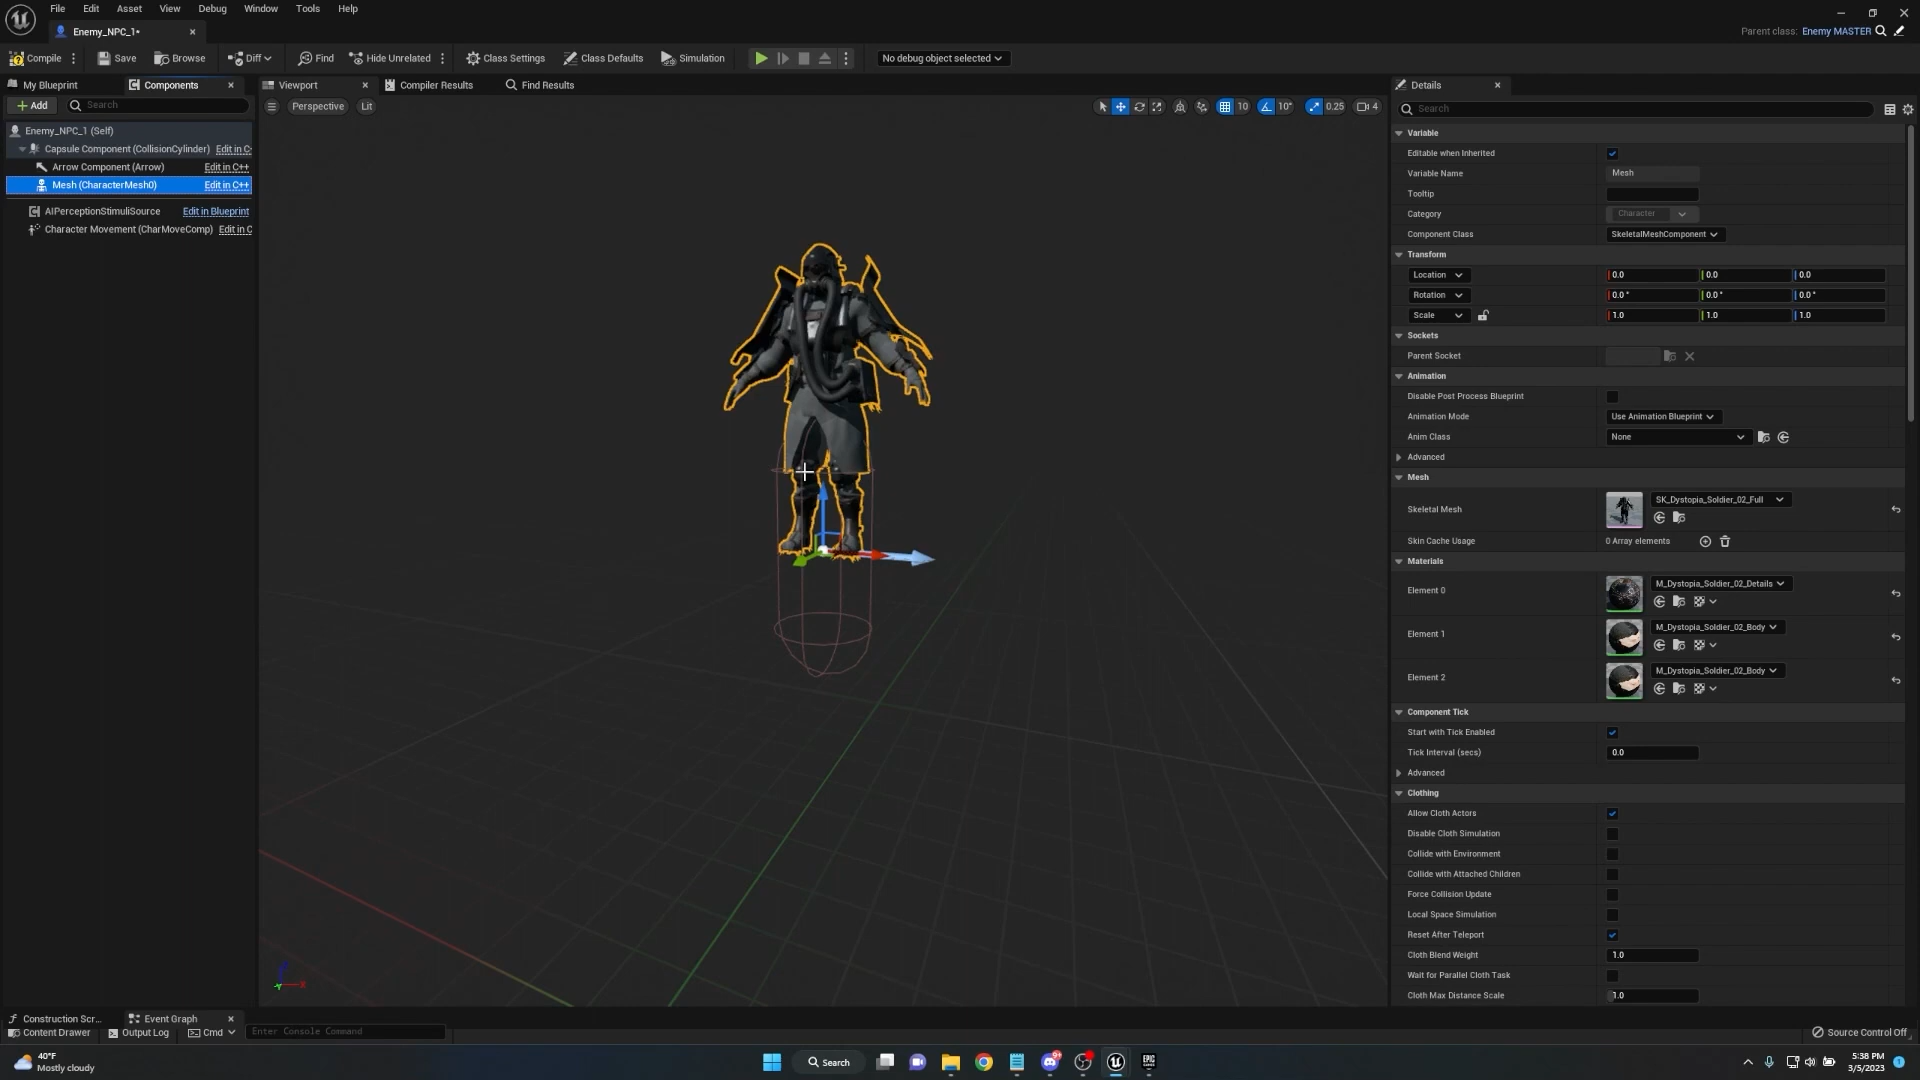 File Edit Asset View Debug Window Tools Help
Enemy_NPC_1*
Parent class: Enemy MASTER
Compile Save Browse Diff Find Hide Unrelated Class Settings Class Defaults Simulation No debug object selected
My Blueprint Components Viewport Compiler Results Find Results Details
Add Search
Perspective Lit 10 10° 0.25 4
Search
Enemy_NPC_1 (Self)
Capsule Component (CollisionCylinder) Edit in C
Arrow Component (Arrow) Edit in C++
Mesh (CharacterMesh0) Edit in C++
AIPerceptionStimuliSource Edit in Blueprint
Character Movement (CharMoveComp) Edit in C
Variable
Editable when Inherited
Variable Name Mesh
Tooltip
Category Character
Component Class SkeletalMeshComponent
Transform
Location 0.0 0.0 0.0
Rotation 0.0° 0.0° 0.0°
Scale 1.0 1.0 1.0
Sockets
Parent Socket
Animation
Disable Post Process Blueprint
Animation Mode Use Animation Blueprint
Anim Class None
Advanced
Mesh
Skeletal Mesh SK_Dystopia_Soldier_02_Full
Skin Cache Usage 0 Array elements
Materials
Element 0 M_Dystopia_Soldier_02_Details
Element 1 M_Dystopia_Soldier_02_Body
Element 2 M_Dystopia_Soldier_02_Body
Component Tick
Start with Tick Enabled
Tick Interval (secs) 0.0
Advanced
Clothing
Allow Cloth Actors
Disable Cloth Simulation
Collide with Environment
Collide with Attached Children
Force Collision Update
Local Space Simulation
Reset After Teleport
Cloth Blend Weight 1.0
Wait for Parallel Cloth Task
Cloth Max Distance Scale 1.0
Construction Scr... Event Graph
Content Drawer Output Log Cmd Enter Console Command Source Control Off
40°F
Mostly cloudy
Search
5:38 PM
3/5/2023